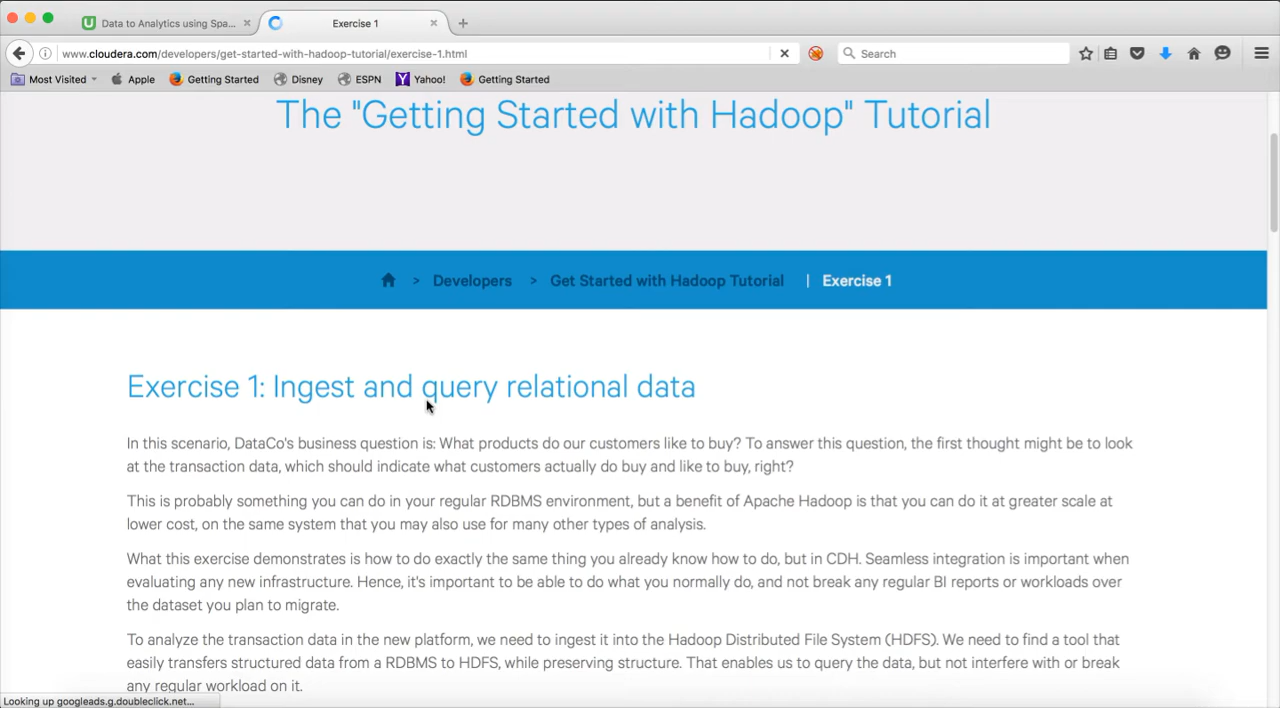 Data to Analytics using Spa...
Exercise 1
www.cloudera.com/developers/get-started-with-hadoop-tutorial/exercise-1.html
Search
Most Visited
Apple
Getting Started
Disney
ESPN
Yahoo!
Getting Started
The "Getting Started with Hadoop" Tutorial
> Developers > Get Started with Hadoop Tutorial | Exercise 1
Exercise 1: Ingest and query relational data
In this scenario, DataCo's business question is: What products do our customers like to buy? To answer this question, the first thought might be to look
at the transaction data, which should indicate what customers actually do buy and like to buy, right?
This is probably something you can do in your regular RDBMS environment, but a benefit of Apache Hadoop is that you can do it at greater scale at
lower cost, on the same system that you may also use for many other types of analysis.
What this exercise demonstrates is how to do exactly the same thing you already know how to do, but in CDH. Seamless integration is important when
evaluating any new infrastructure. Hence, it's important to be able to do what you normally do, and not break any regular BI reports or workloads over
the dataset you plan to migrate.
To analyze the transaction data in the new platform, we need to ingest it into the Hadoop Distributed File System (HDFS). We need to find a tool that
easily transfers structured data from a RDBMS to HDFS, while preserving structure. That enables us to query the data, but not interfere with or break
any regular workload on it.
Looking up googleads.g.doubleclick.net...